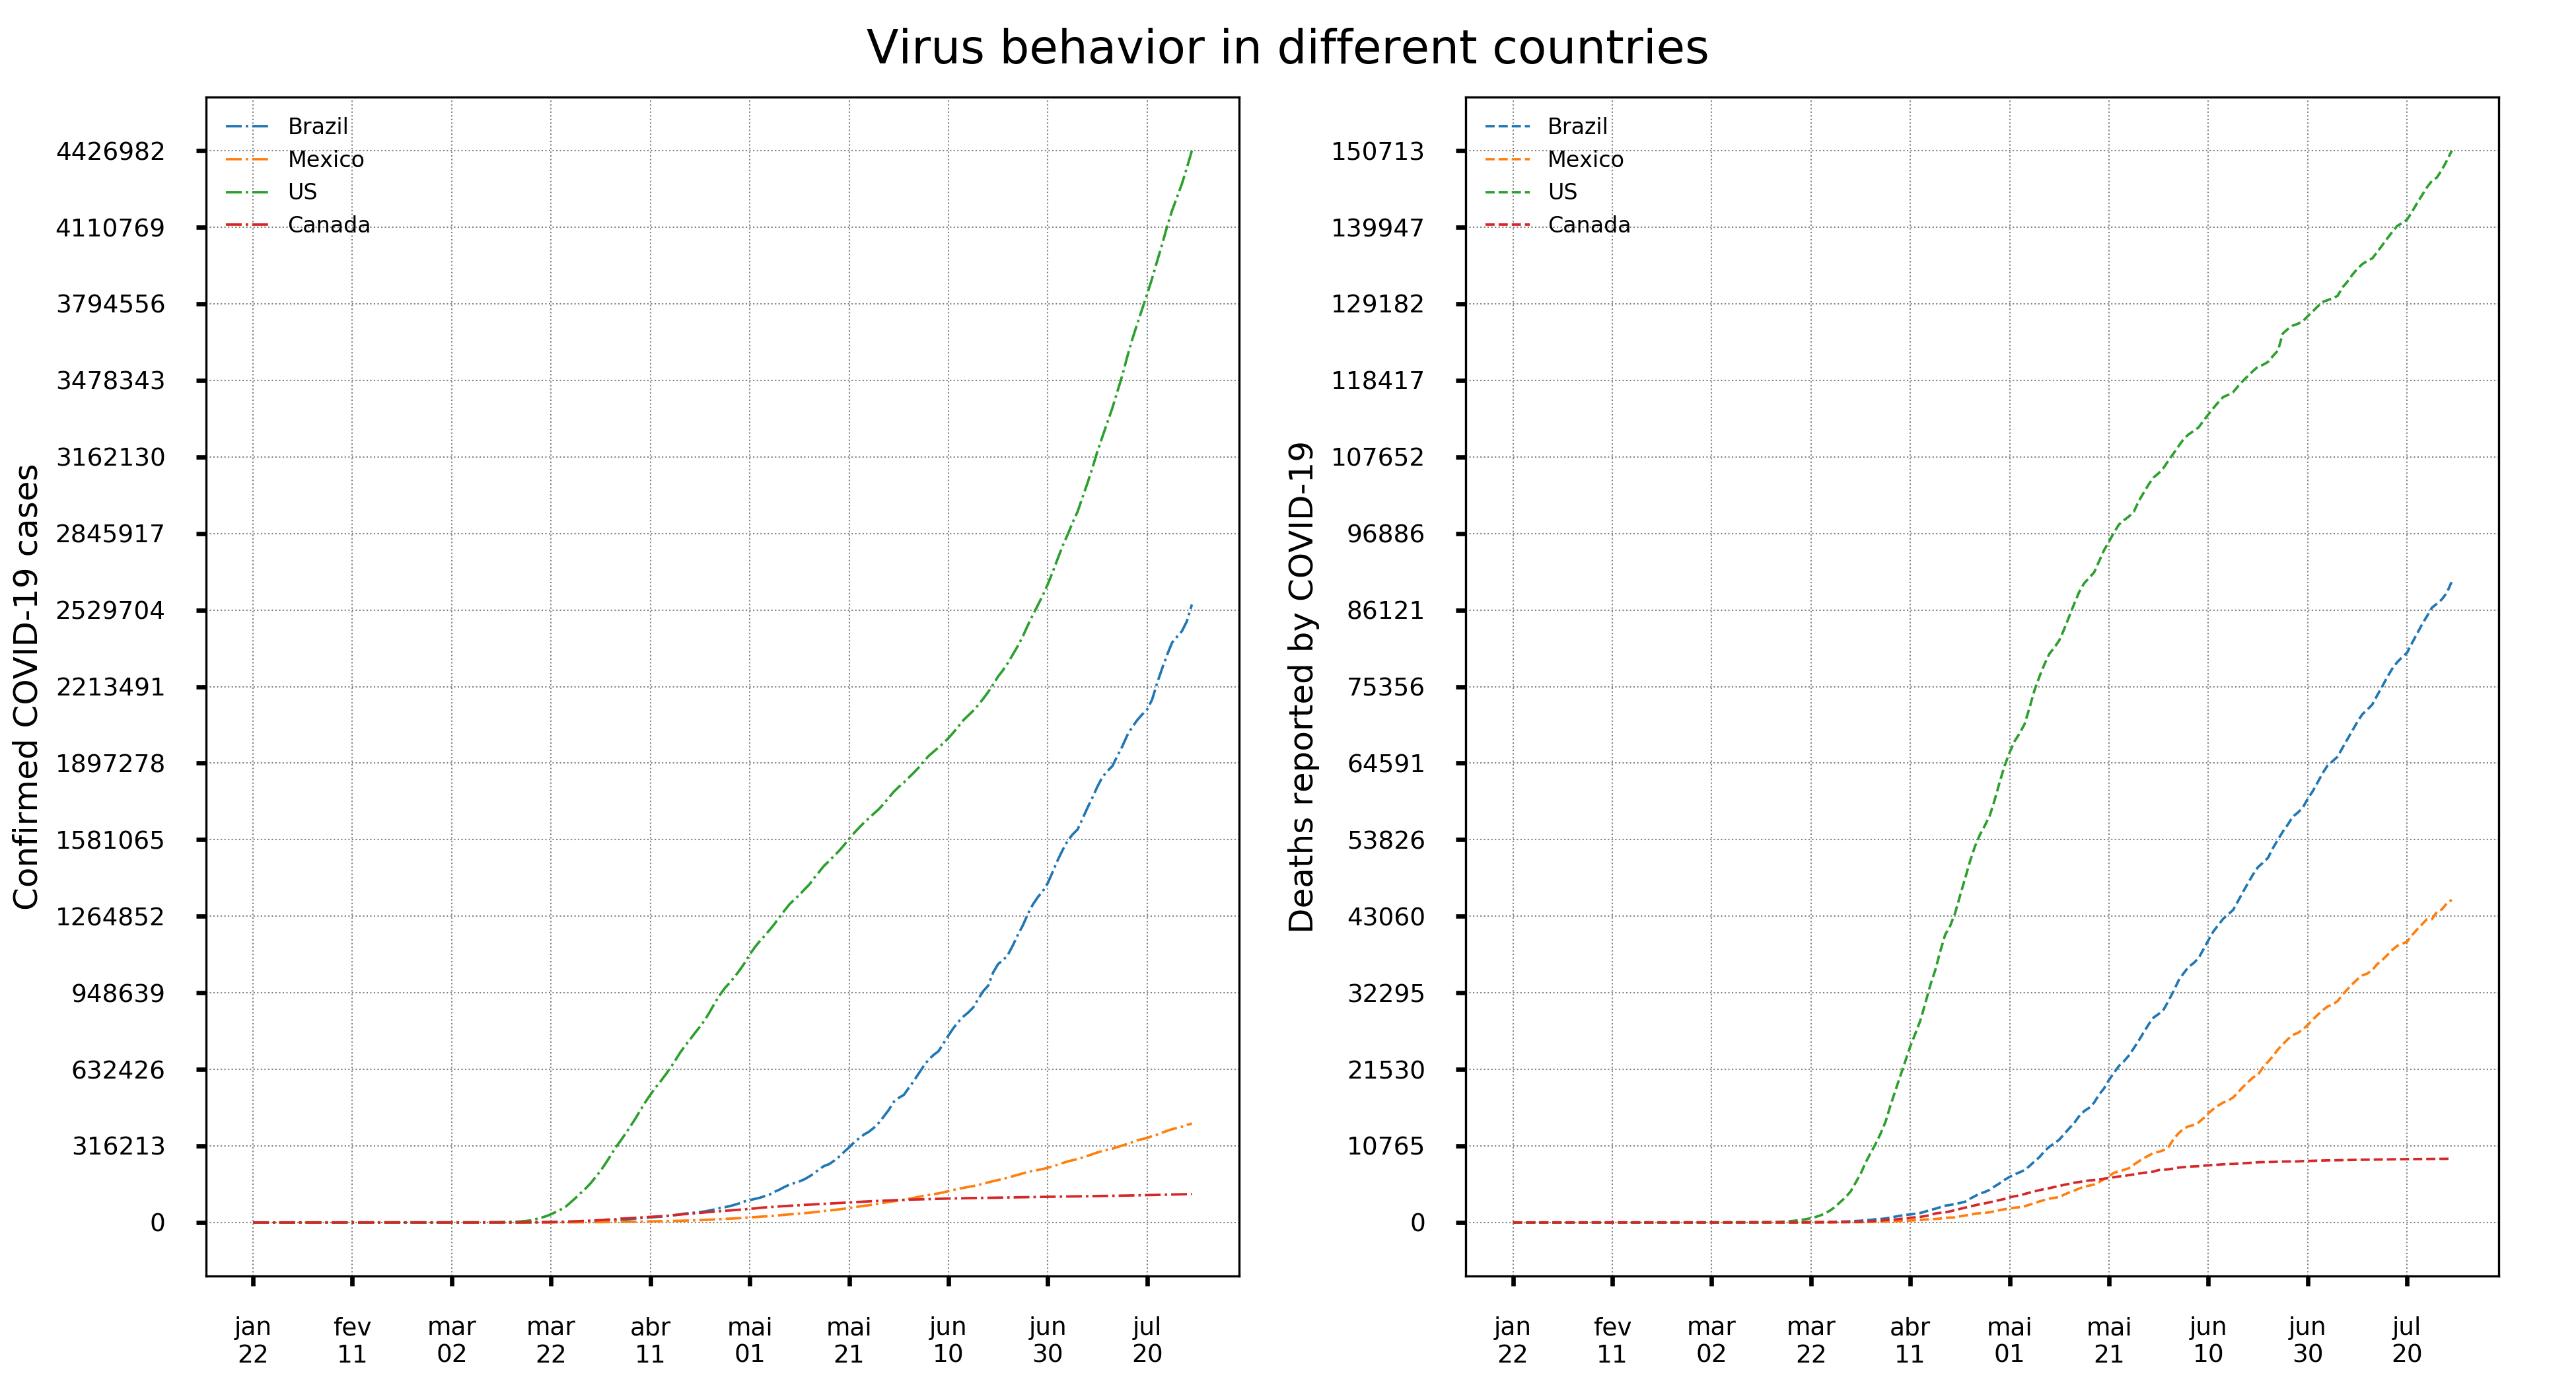 Virus behavior in different countries
Confirmed COVID-19 cases
Brazil
Mexico
US
Canada
4426982
4110769
3794556
3478343
3162130
2845917
2529704
2213491
1897278
1581065
1264852
948639
632426
316213
0
jan fev mar mar abr mai mai jun jun jul
22 11 02 22 11 01 21 10 30 20
Deaths reported by COVID-19
Brazil
Mexico
US
Canada
150713
139947
129182
118417
107652
96886
86121
75356
64591
53826
43060
32295
21530
10765
0
jan fev mar mar abr mai mai jun jun jul
22 11 02 22 11 01 21 10 30 20